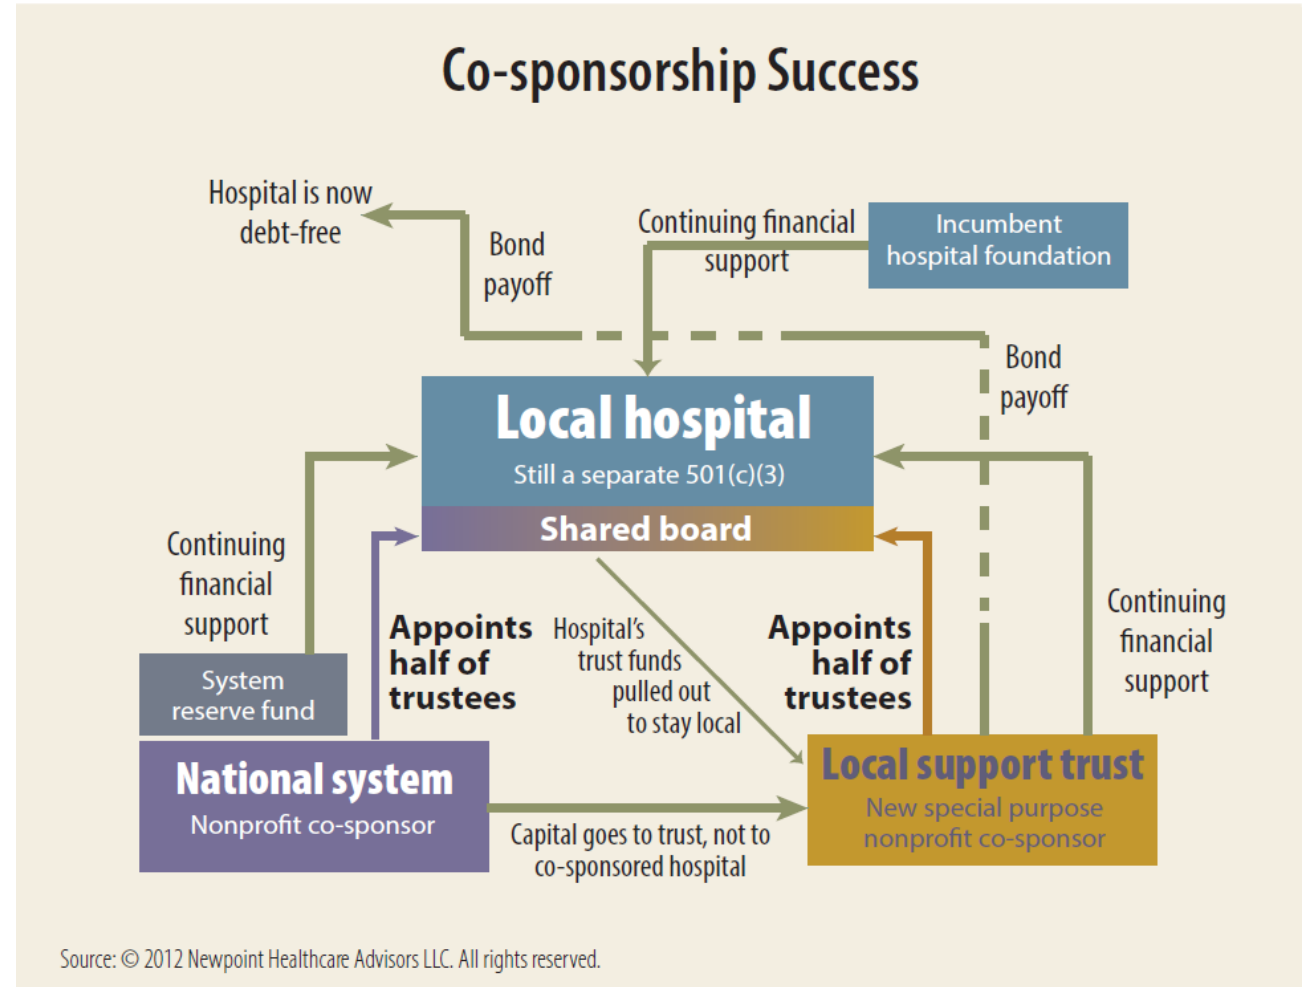 Co-sponsorship Success
Hospital is now
debt-free
Bond
payoff
Continuing financial
support
Incumbent
hospital foundation
Bond
payoff
Local hospital
Still a separate 501(c)(3)
Shared board
Continuing
financial
support
Appoints
half of
trustees
Hospital's
trust funds
pulled out
to stay local
Appoints
half of
trustees
Continuing
financial
support
System
reserve fund
National system
Nonprofit co-sponsor
Capital goes to trust, not to
co-sponsored hospital
Local support trust
New special purpose
nonprofit co-sponsor
Source: © 2012 Newpoint Healthcare Advisors LLC. All rights reserved.